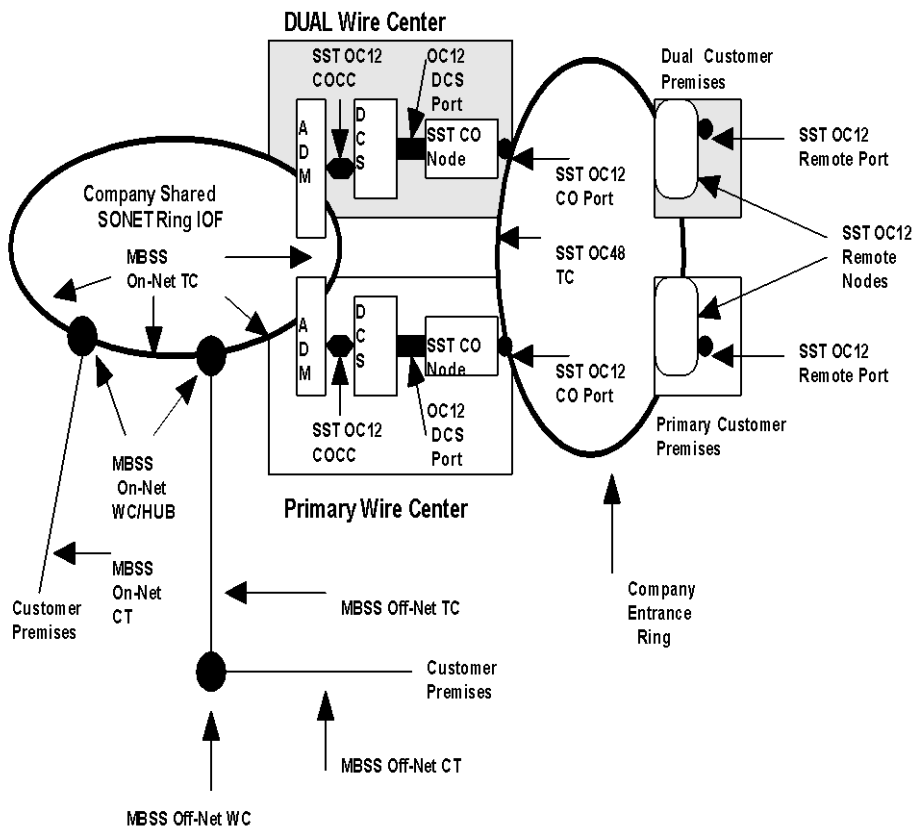 DUAL Wire Center
SST OC12
COCC
OC12
DCS
Port
Dual Customer
Premises
A
D
M
D
C
S
SST CO
Node
SST OC12
Remote Port
SST OC12
CO Port
Company Shared
SONET Ring IOF
MBSS
On-Net TC
SST OC48
TC
SST OC12
Remote
Nodes
A
D
M
D
C
S
SST CO
Node
SST OC12
CO Port
SST OC12
Remote Port
SST OC12
COCC
OC12
DCS
Port
Primary Customer
Premises
MBSS
On-Net
WC/HUB
Primary Wire Center
MBSS
On-Net
CT
Customer
Premises
MBSS Off-Net TC
Company
Entrance
Ring
Customer
Premises
MBSS Off-Net CT
MBSS Off-Net WC